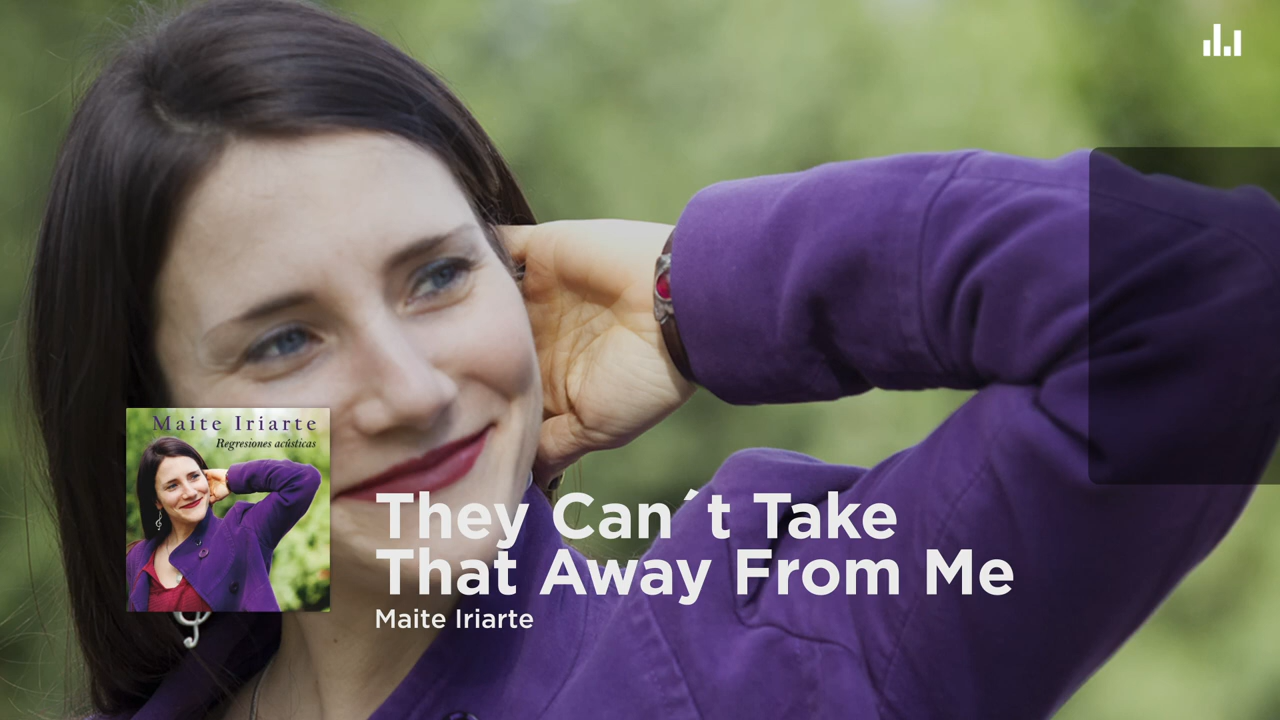 Maite Iriarte
Regresiones acústicas
They Can´t Take
That Away From Me
Maite Iriarte